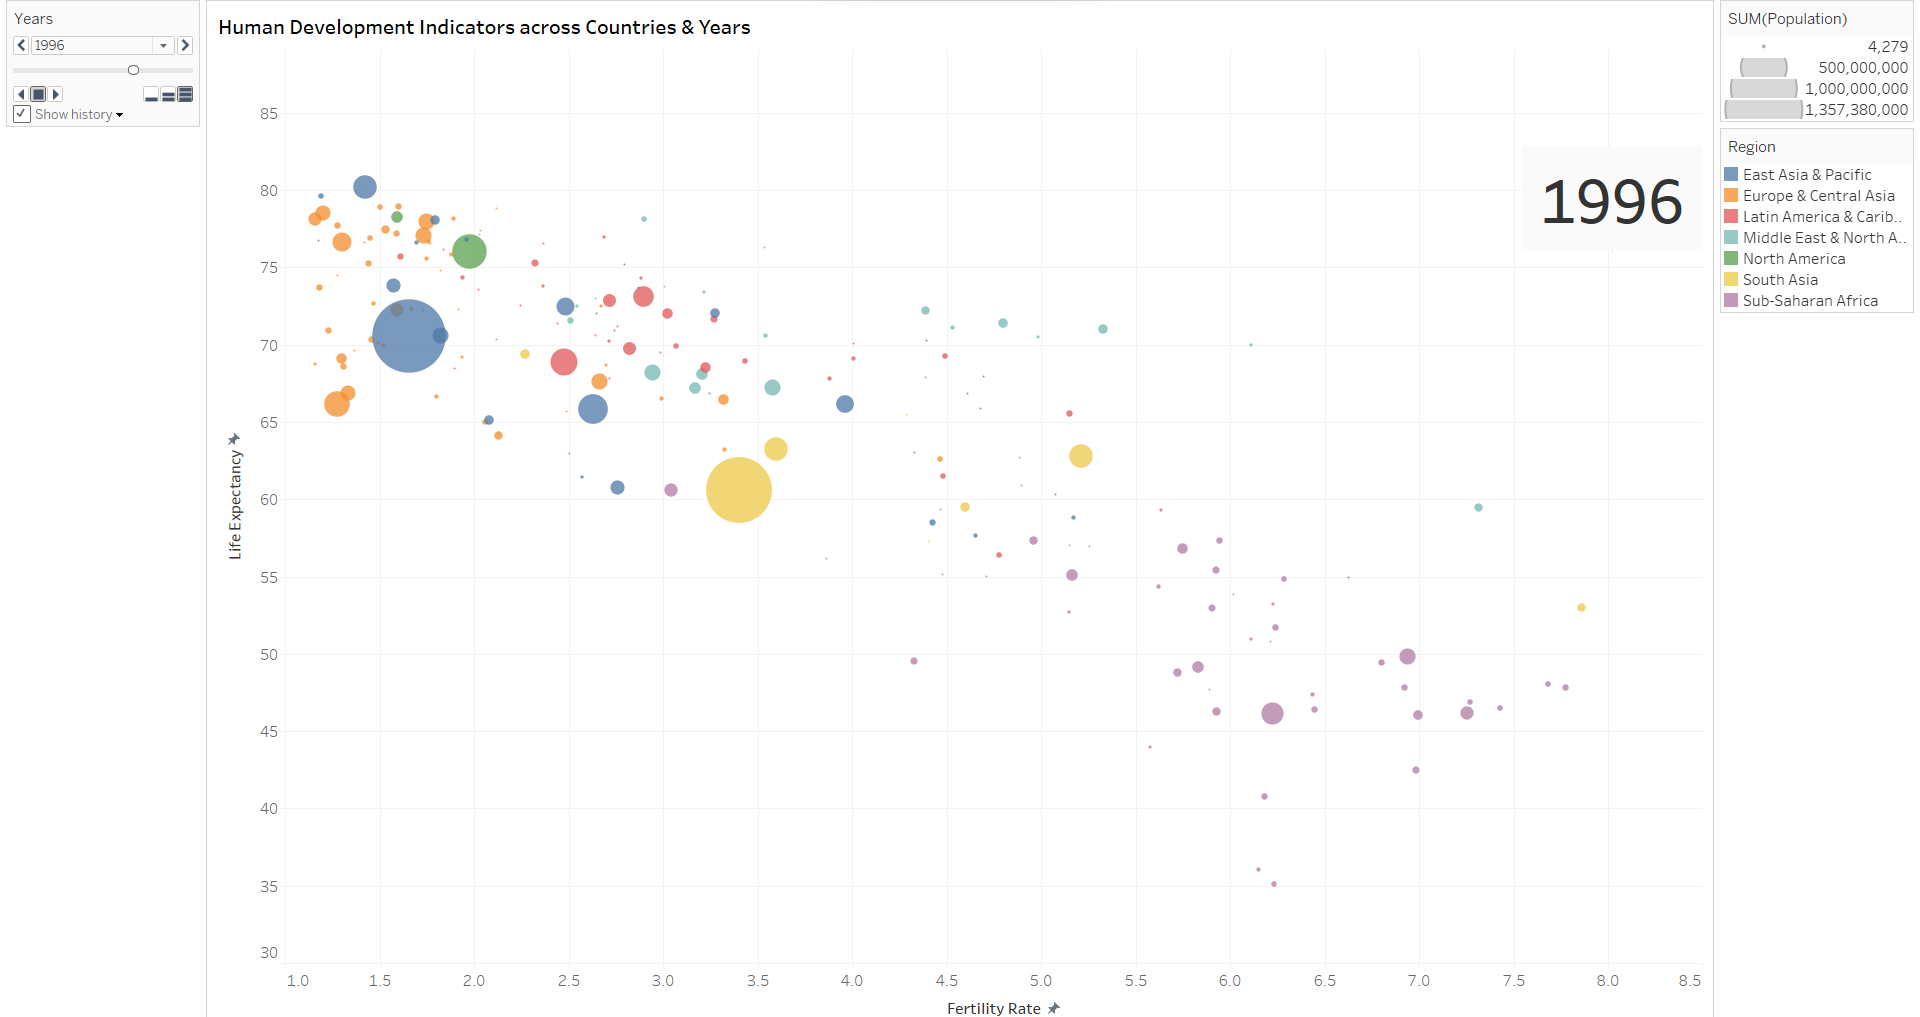 Years
1996
Show history
Human Development Indicators across Countries & Years
1996
85
80
75
70
65
60
55
50
45
40
35
30
Life Expectancy
1.0 1.5 2.0 2.5 3.0 3.5 4.0 4.5 5.0 5.5 6.0 6.5 7.0 7.5 8.0 8.5
Fertility Rate
SUM(Population)
4,279
500,000,000
1,000,000,000
1,357,380,000
Region
East Asia & Pacific
Europe & Central Asia
Latin America & Carib..
Middle East & North A..
North America
South Asia
Sub-Saharan Africa